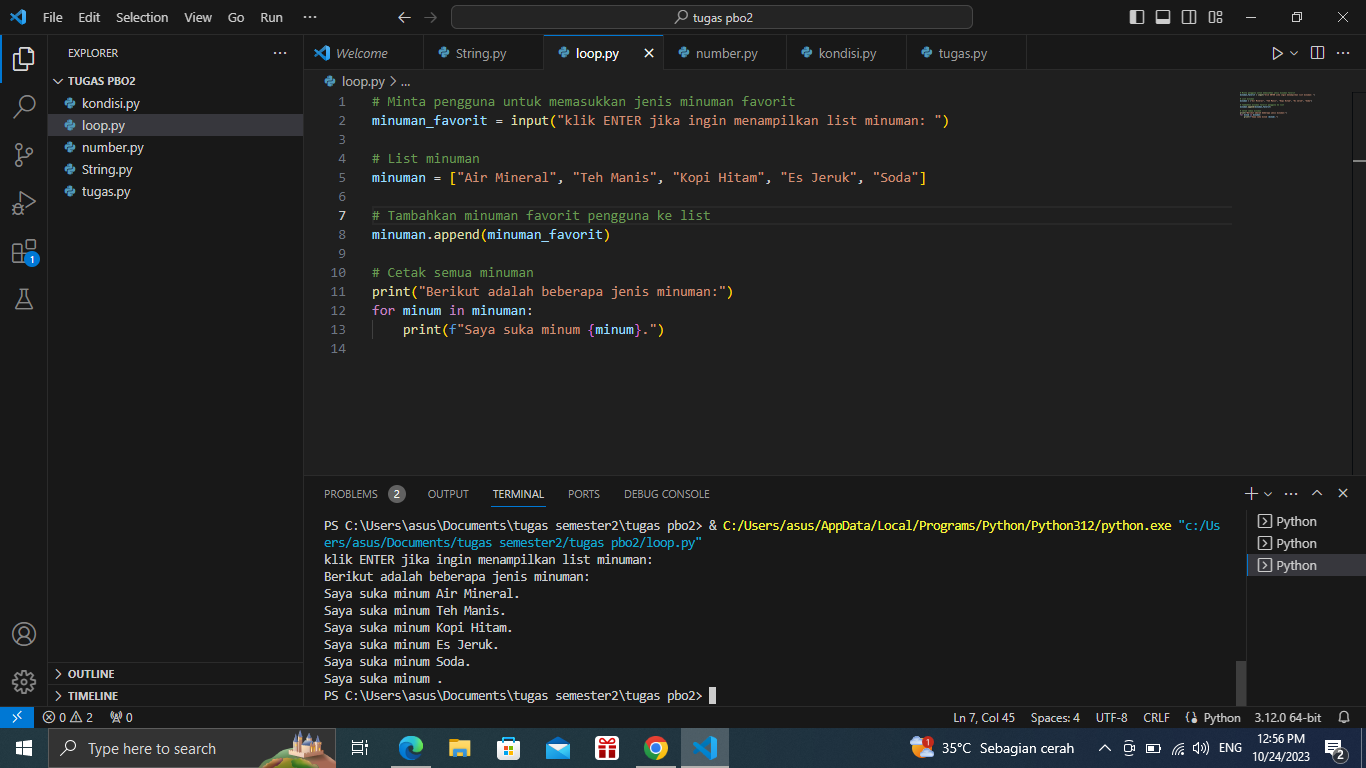 File Edit Selection View Go Run ··· tugas pbo2
EXPLORER ···
TUGAS PBO2
kondisi.py
loop.py
number.py
String.py
tugas.py
OUTLINE
TIMELINE
Welcome String.py loop.py number.py kondisi.py tugas.py
loop.py > ...
1 # Minta pengguna untuk memasukkan jenis minuman favorit
2 minuman_favorit = input("klik ENTER jika ingin menampilkan list minuman: ")
3
4 # List minuman
5 minuman = ["Air Mineral", "Teh Manis", "Kopi Hitam", "Es Jeruk", "Soda"]
6
7 # Tambahkan minuman favorit pengguna ke list
8 minuman.append(minuman_favorit)
9
10 # Cetak semua minuman
11 print("Berikut adalah beberapa jenis minuman:")
12 for minum in minuman:
13 print(f"Saya suka minum {minum}.")
14
PROBLEMS 2 OUTPUT TERMINAL PORTS DEBUG CONSOLE
PS C:\Users\asus\Documents\tugas semester2\tugas pbo2> & C:/Users/asus/AppData/Local/Programs/Python/Python312/python.exe "c:/Us
ers/asus/Documents/tugas semester2/tugas pbo2/loop.py"
klik ENTER jika ingin menampilkan list minuman:
Berikut adalah beberapa jenis minuman:
Saya suka minum Air Mineral.
Saya suka minum Teh Manis.
Saya suka minum Kopi Hitam.
Saya suka minum Es Jeruk.
Saya suka minum Soda.
Saya suka minum .
PS C:\Users\asus\Documents\tugas semester2\tugas pbo2>
Python
Python
Python
1
0 2 0 Ln 7, Col 45 Spaces: 4 UTF-8 CRLF Python 3.12.0 64-bit
Type here to search 1 35°C Sebagian cerah ENG 12:56 PM
10/24/2023 2